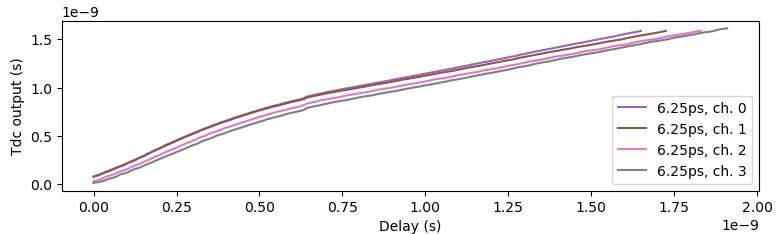 1e−9
1.5
1.0
0.5
0.0
Tdc output (s)
6.25ps, ch. 0
6.25ps, ch. 1
6.25ps, ch. 2
6.25ps, ch. 3
0.00 0.25 0.50 0.75 1.00 1.25 1.50 1.75 2.00
Delay (s)
1e−9